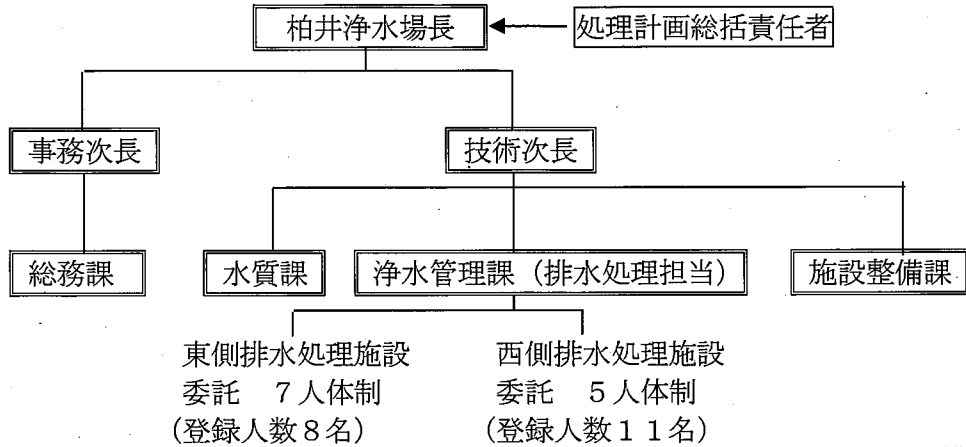 柏井浄水場長
処理計画総括責任者
事務次長
技術次長
総務課
水質課
浄水管理課（排水処理担当）
施設整備課
東側排水処理施設
委託　７人体制
(登録人数８名)
西側排水処理施設
委託　５人体制
(登録人数１１名)